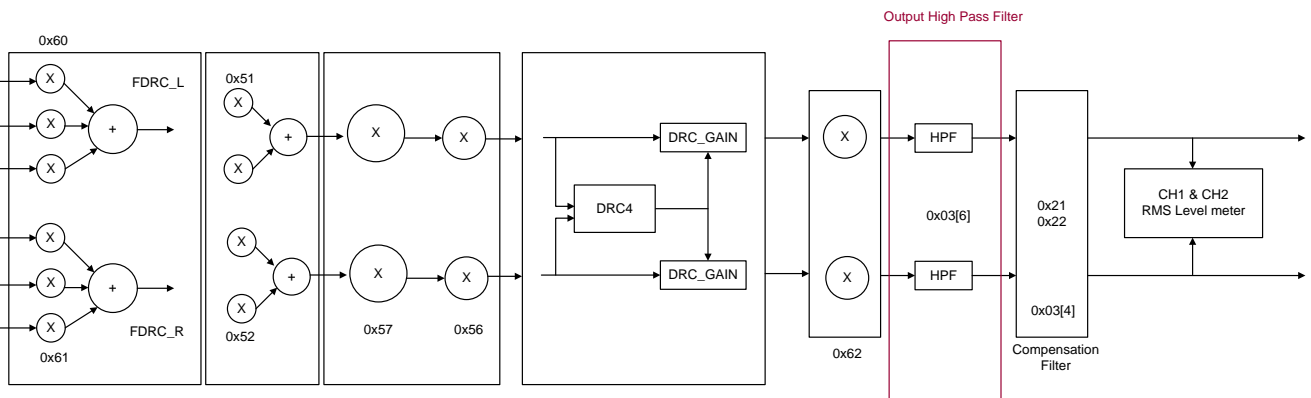 Output High Pass Filter
0x60
X
FDRC_L
X
+
X
0x51
X
+
X
X
X
DRC_GAIN
DRC4
DRC_GAIN
X
HPF
0x03[6]
X
HPF
0x21
0x22
0x03[4]
CH1 & CH2
RMS Level meter
X
X
+
X
FDRC_R
0x61
X
+
X
0x52
X
X
0x57
0x56
0x62
Compensation
Filter